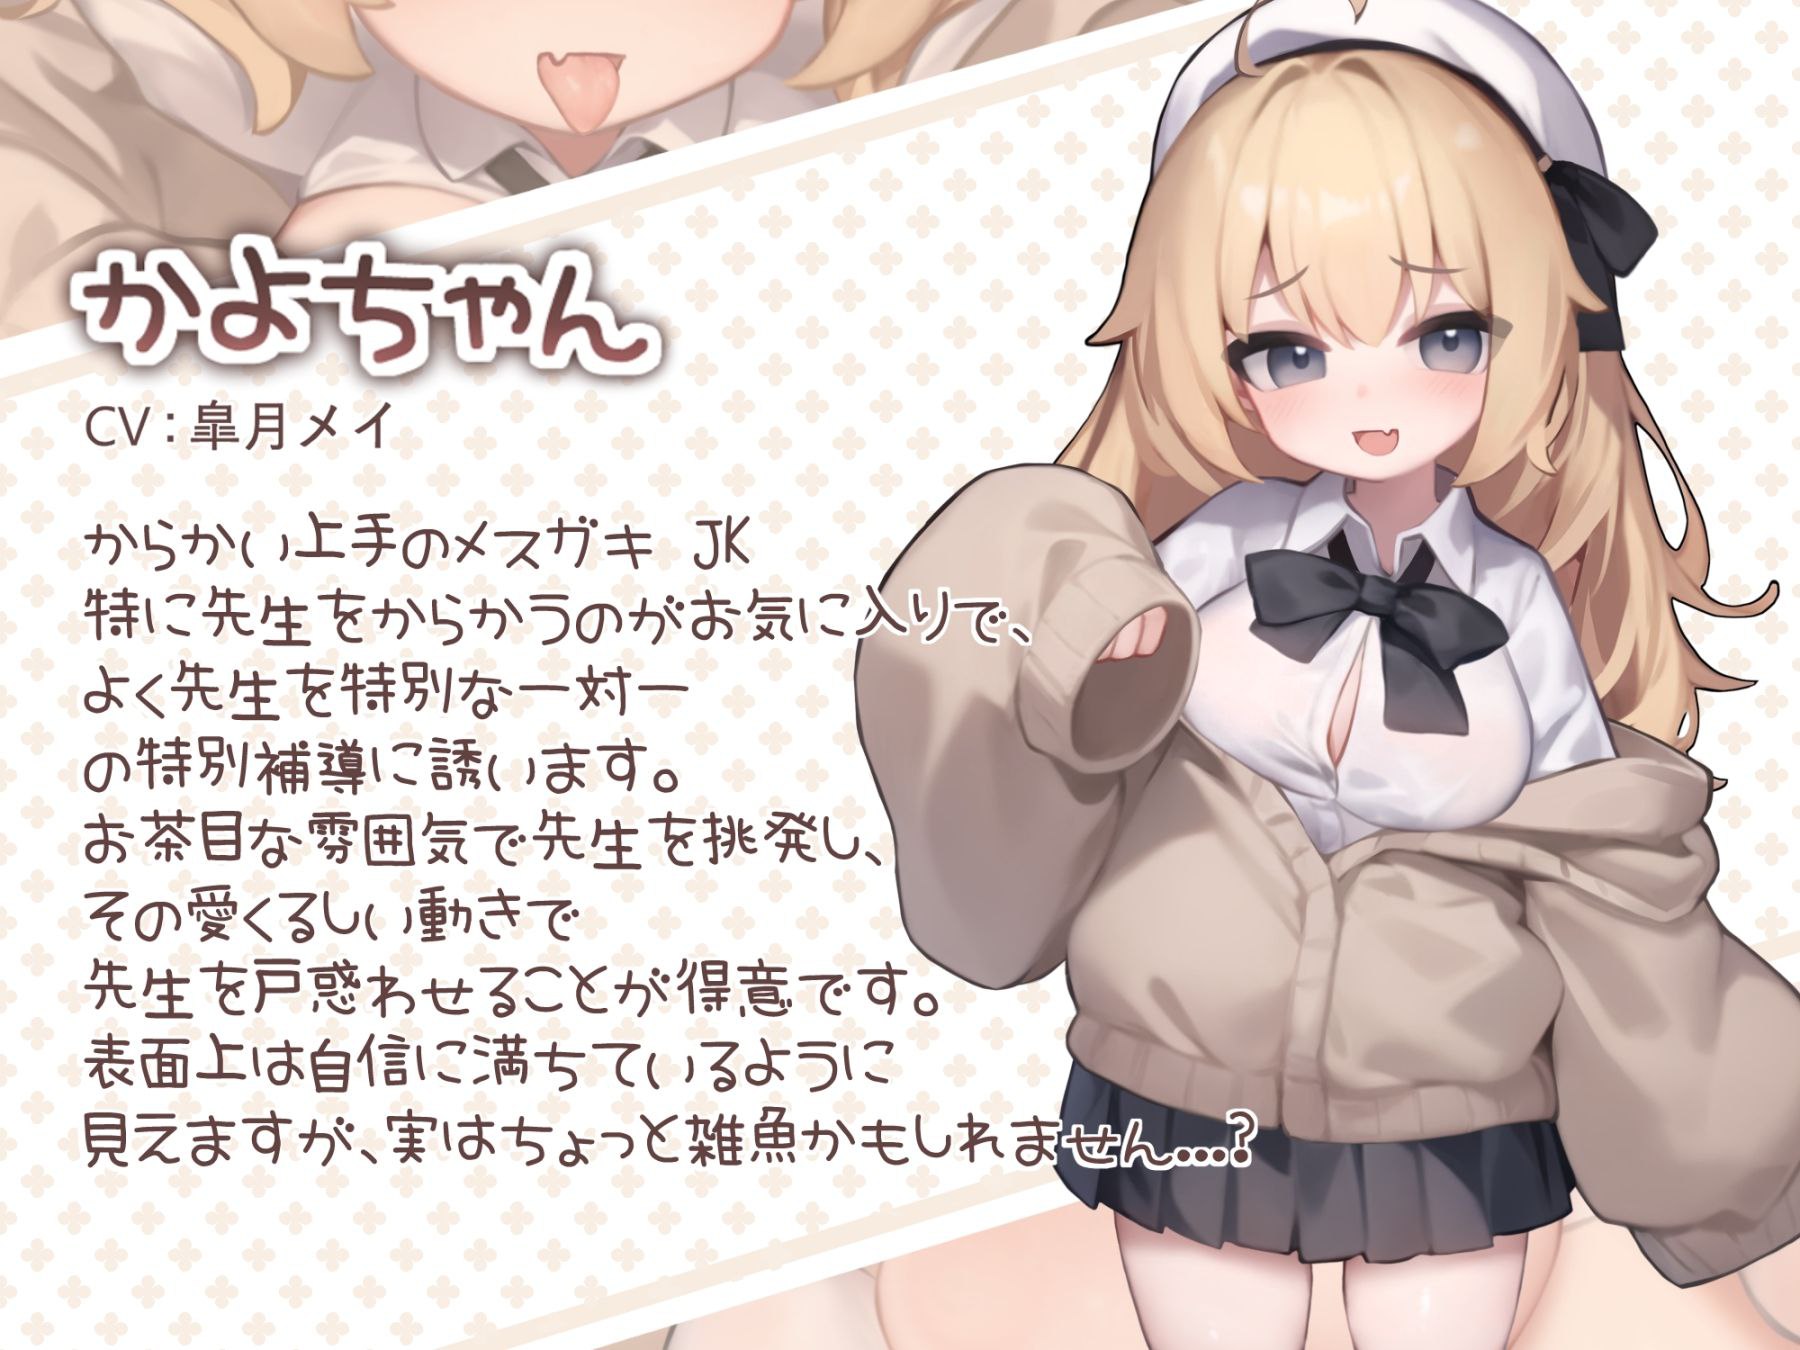 かよちゃん
CV：皐月メイ
からかい上手のメスガキ JK
特に先生をからかうのがお気に入りで、
よく先生を特別な一対一
の特別補導に誘います。
お茶目な雰囲気で先生を挑発し、
その愛くるしい動きで
先生を戸惑わせることが得意です。
表面上は自信に満ちているように
見えますが、実はちょっと雑魚かもしれません…?